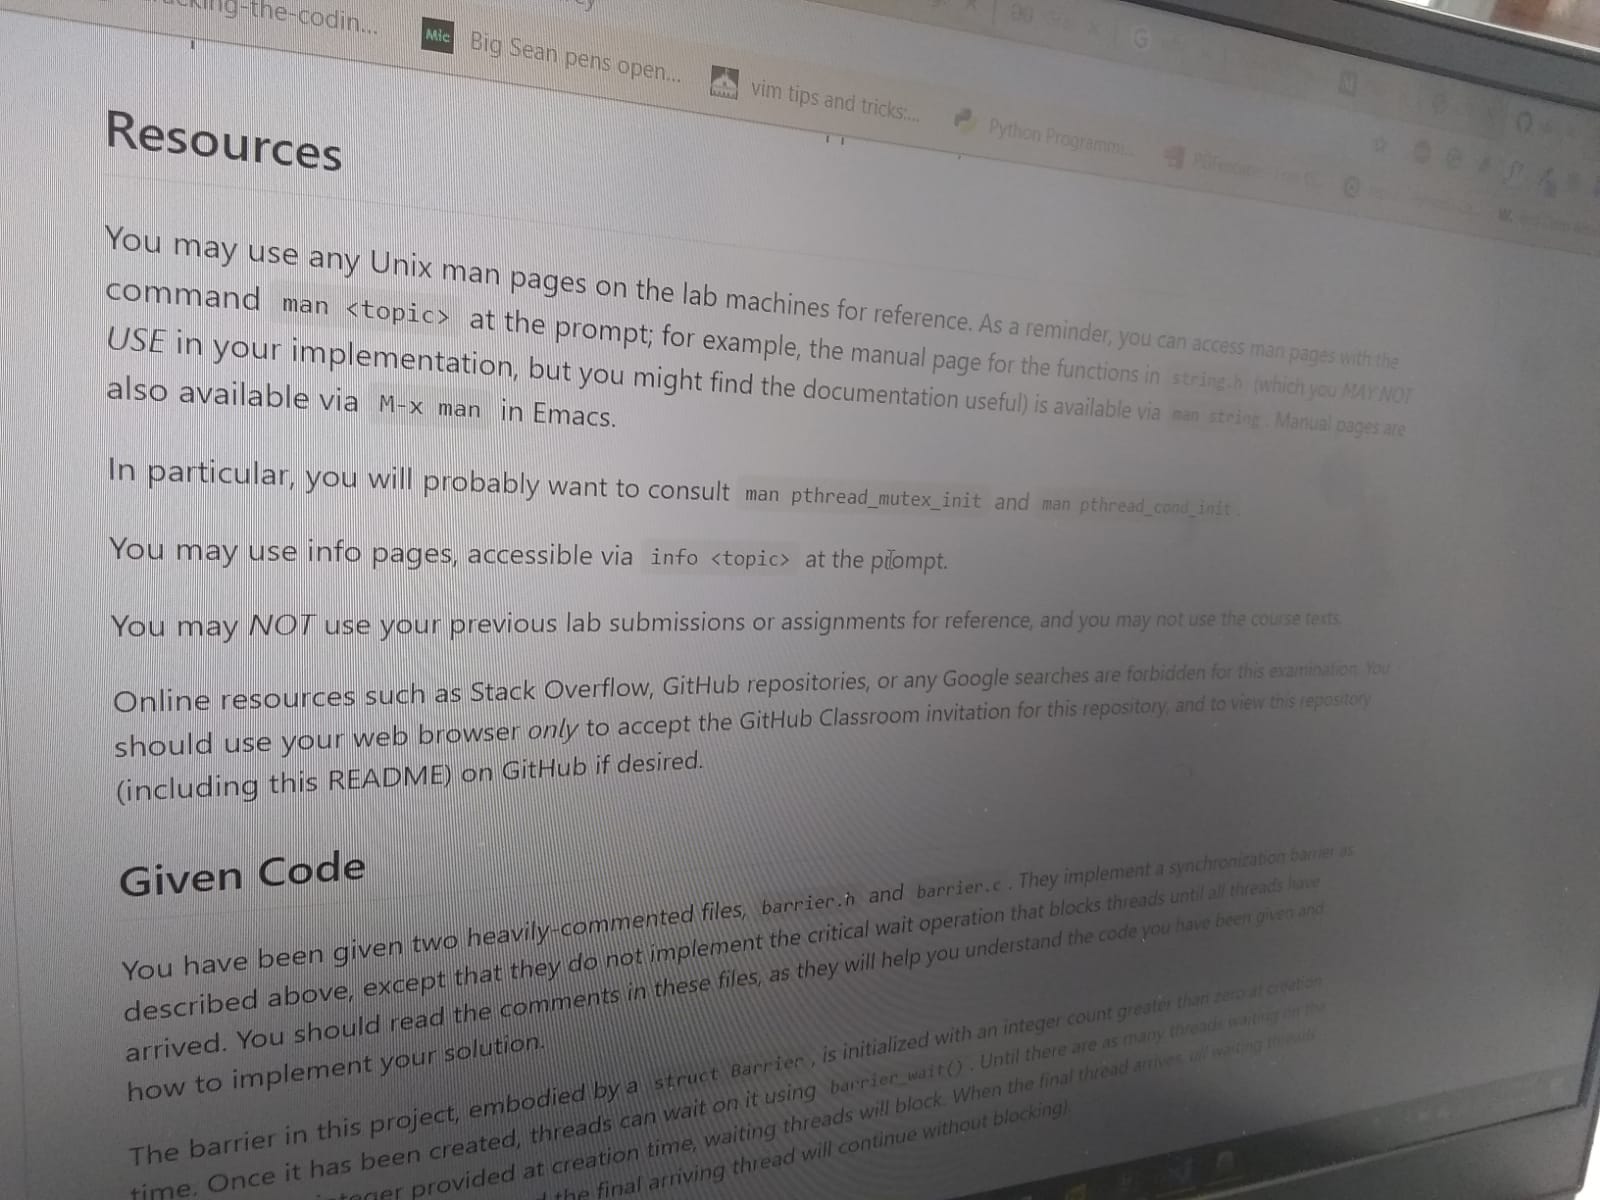 king-the-codin...
Mic Big Sean pens open...
vim tips and tricks:...
Python Programmi...
Resources
You may use any Unix man pages on the lab machines for reference. As a reminder, you can access man pages with the
command man <topic> at the prompt; for example, the manual page for the functions in string.h (which you MAY NOT
USE in your implementation, but you might find the documentation useful) is available via man string. Manual pages are
also available via M-x man in Emacs.
In particular, you will probably want to consult man pthread_mutex_init and man pthread_cond_init.
You may use info pages, accessible via info <topic> at the prompt.
You may NOT use your previous lab submissions or assignments for reference, and you may not use the course texts.
Online resources such as Stack Overflow, GitHub repositories, or any Google searches are forbidden for this examination. You
should use your web browser only to accept the GitHub Classroom invitation for this repository, and to view this repository
(including this README) on GitHub if desired.
Given Code
You have been given two heavily-commented files, barrier.h and barrier.c. They implement a synchronization barrier as
described above, except that they do not implement the critical wait operation that blocks threads until all threads have
arrived. You should read the comments in these files, as they will help you understand the code you have been given and
how to implement your solution.
The barrier in this project, embodied by a struct Barrier, is initialized with an integer count greater than zero at creation
time. Once it has been created, threads can wait on it using barrier_wait(). Until there are as many threads waiting on the
provided at creation time, waiting threads will block. When the final thread arrives, all waiting threads
the final arriving thread will continue without blocking).